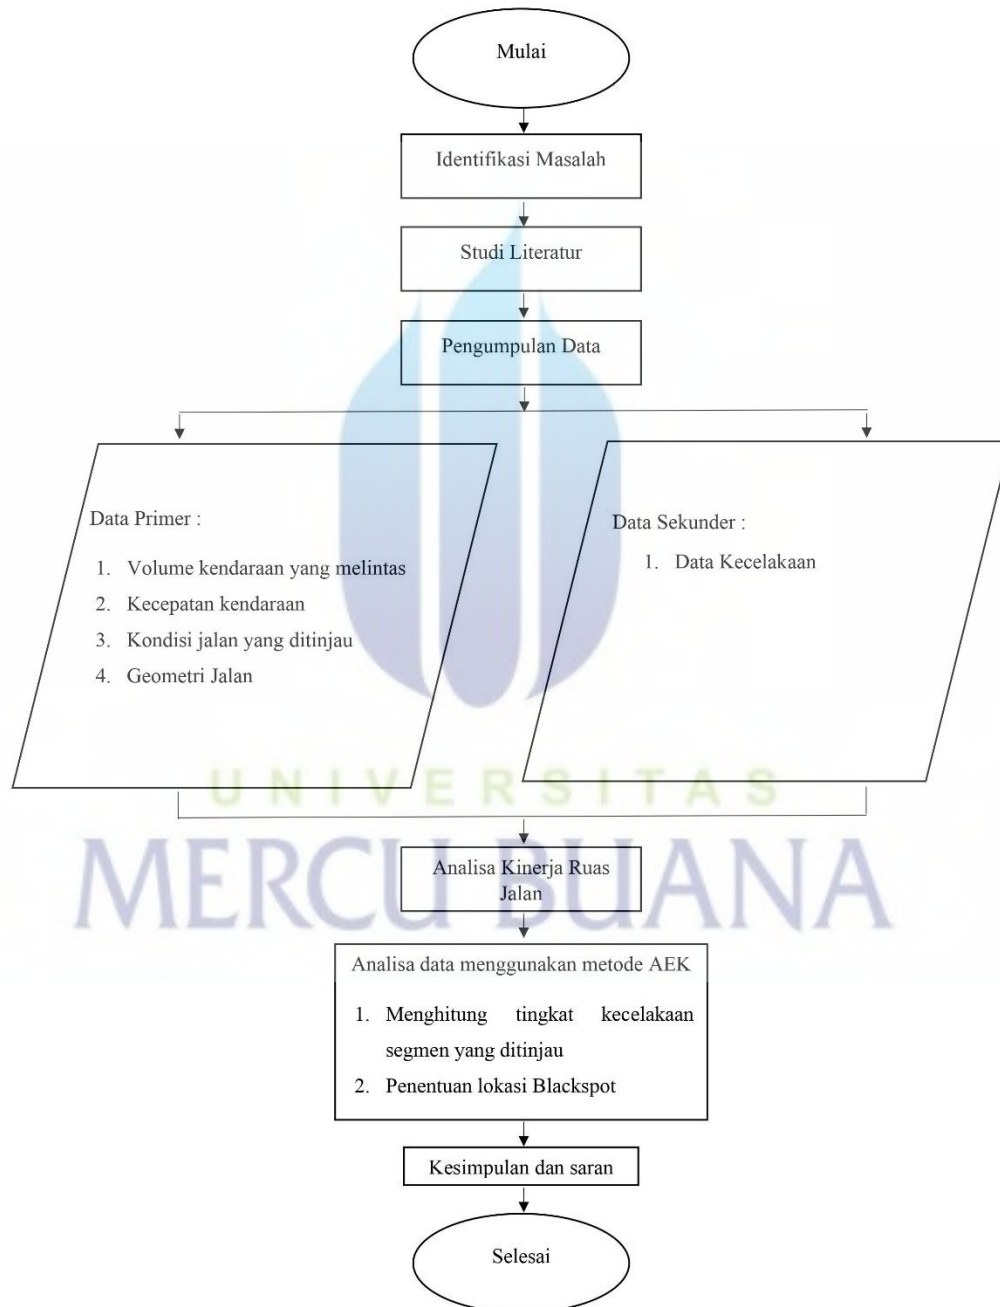 Mulai
Identifikasi Masalah
Studi Literatur
Pengumpulan Data
Data Primer :
1. Volume kendaraan yang melintas
2. Kecepatan kendaraan
3. Kondisi jalan yang ditinjau
4. Geometri Jalan
Data Sekunder :
1. Data Kecelakaan
UNIVERSITAS
MERCU BUANA
Analisa Kinerja Ruas
Jalan
Analisa data menggunakan metode AEK
1. Menghitung tingkat kecelakaan
segmen yang ditinjau
2. Penentuan lokasi Blackspot
Kesimpulan dan saran
Selesai